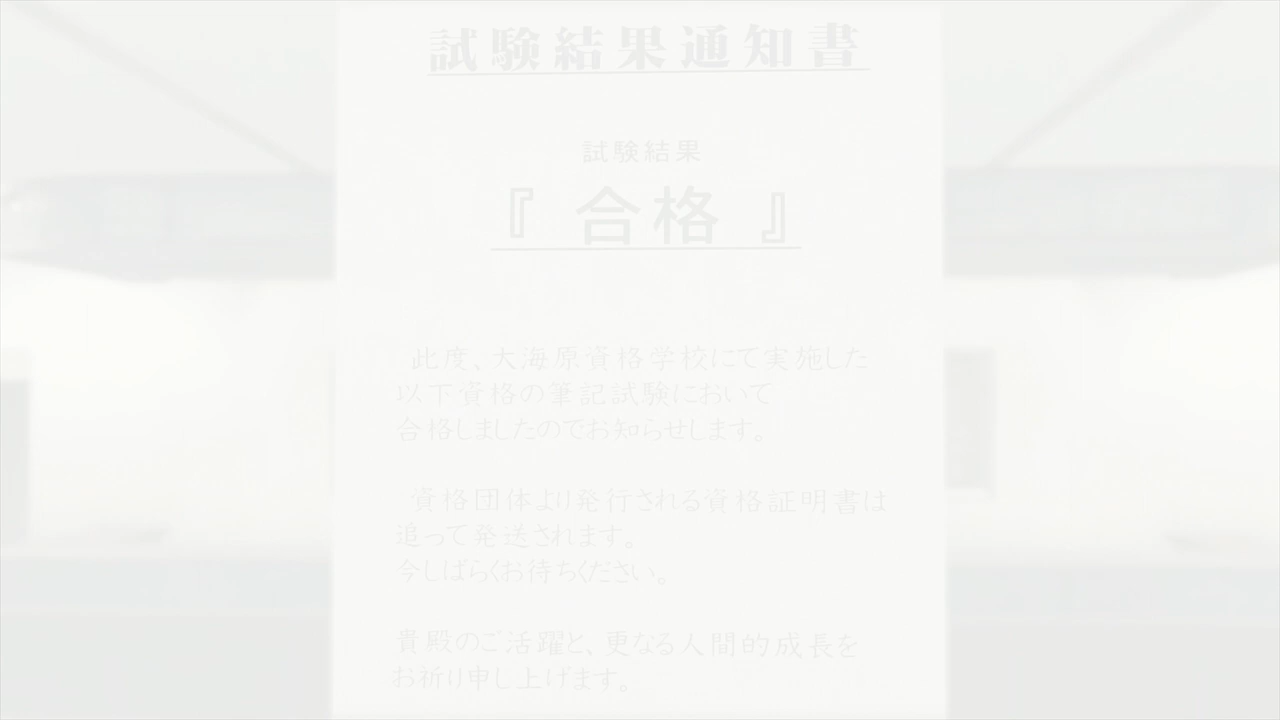 試験結果通知書
試験結果
『 合格 』
此度、大海原資格学校にて実施した
以下資格の筆記試験において
合格しましたのでお知らせします。
資格団体より発行される資格証明書は
追って発送されます。
今しばらくお待ちください。
貴殿のご活躍と、更なる人間的成長を
お祈り申し上げます。